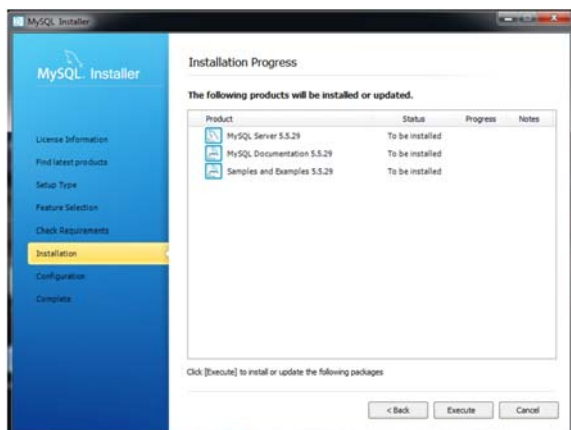 MySQL Installer
MySQL Installer
License Information
Find latest products
Setup Type
Feature Selection
Check Requirements
Installation
Configuration
Complete
Installation Progress
The following products will be installed or updated.
Product Status Progress Notes
MySQL Server 5.5.29 To be installed
MySQL Documentation 5.5.29 To be installed
Samples and Examples 5.5.29 To be installed
Click [Execute] to install or update the following packages
< Back Execute Cancel